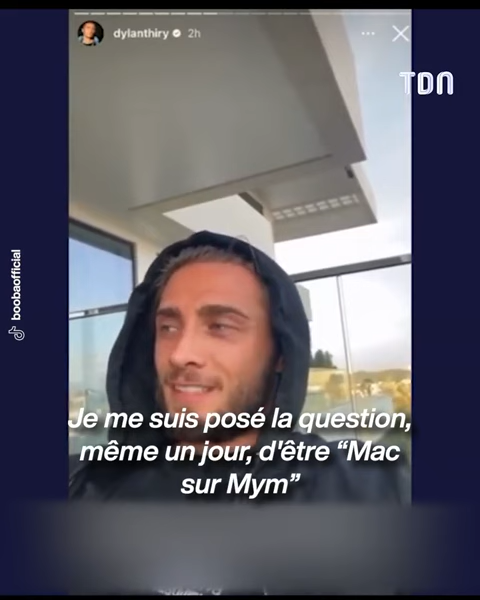 dylanthiry 2h
TDN
boobaofficial
Je me suis posé la question,
même un jour, d'être “Mac
sur Mym”